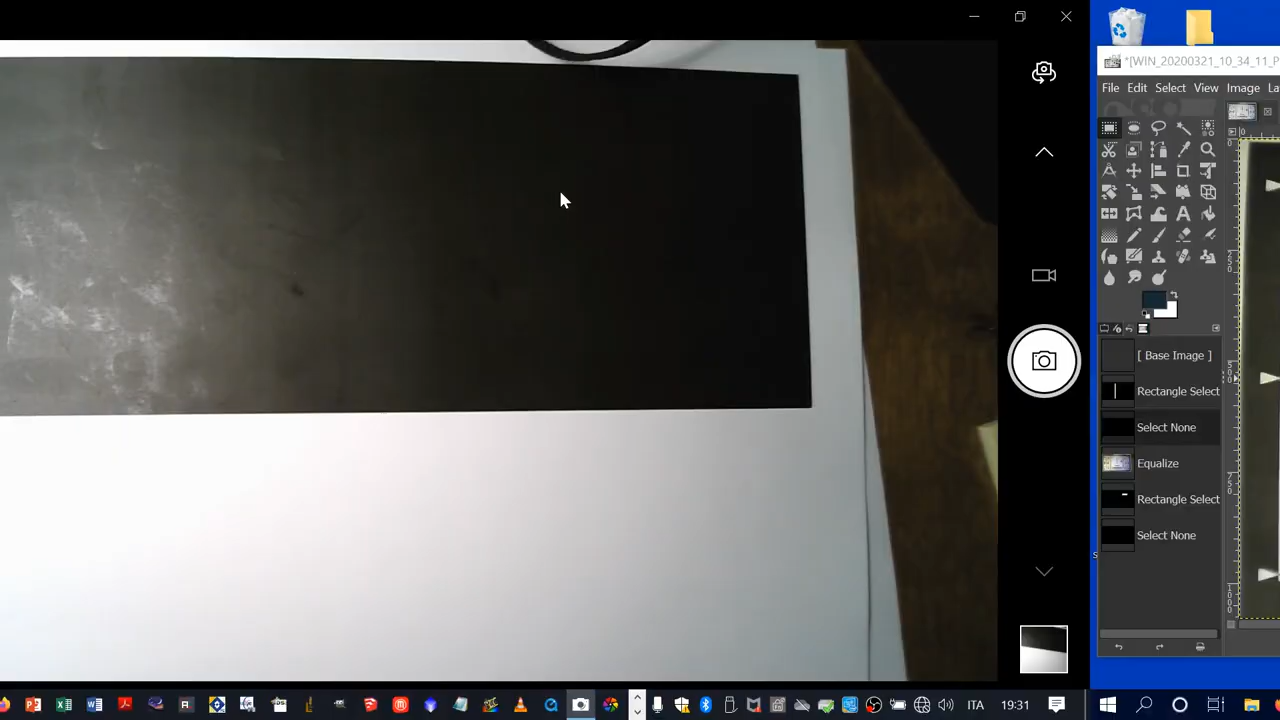 *[WIN_20200321_10_34_11_P
File Edit Select View Image La
[ Base Image ]
Rectangle Select
Select None
Equalize
Rectangle Select
Select None
ITA 19:31